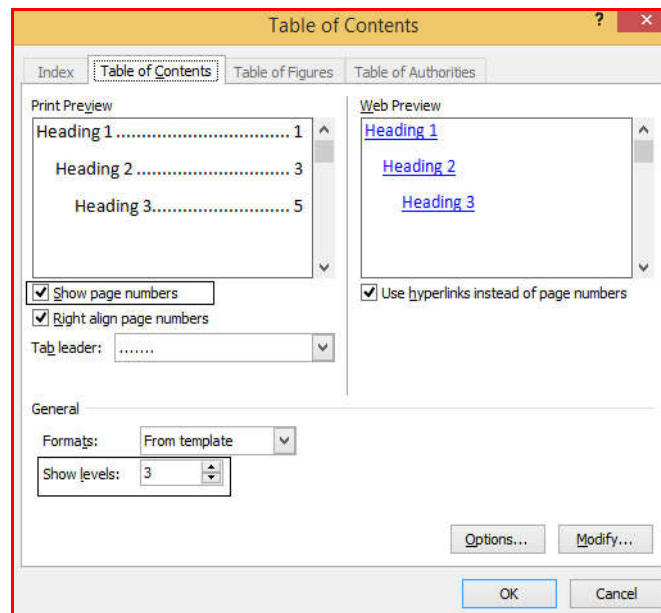 Table of Contents ? ×
Index Table of Contents Table of Figures Table of Authorities
Print Preview
Heading 1 ................................ 1
Heading 2 ............................ 3
Heading 3......................... 5
Show page numbers
Right align page numbers
Tab leader: .......
Web Preview
Heading 1
Heading 2
Heading 3
Use hyperlinks instead of page numbers
General
Formats: From template
Show levels: 3
Options... Modify...
OK Cancel